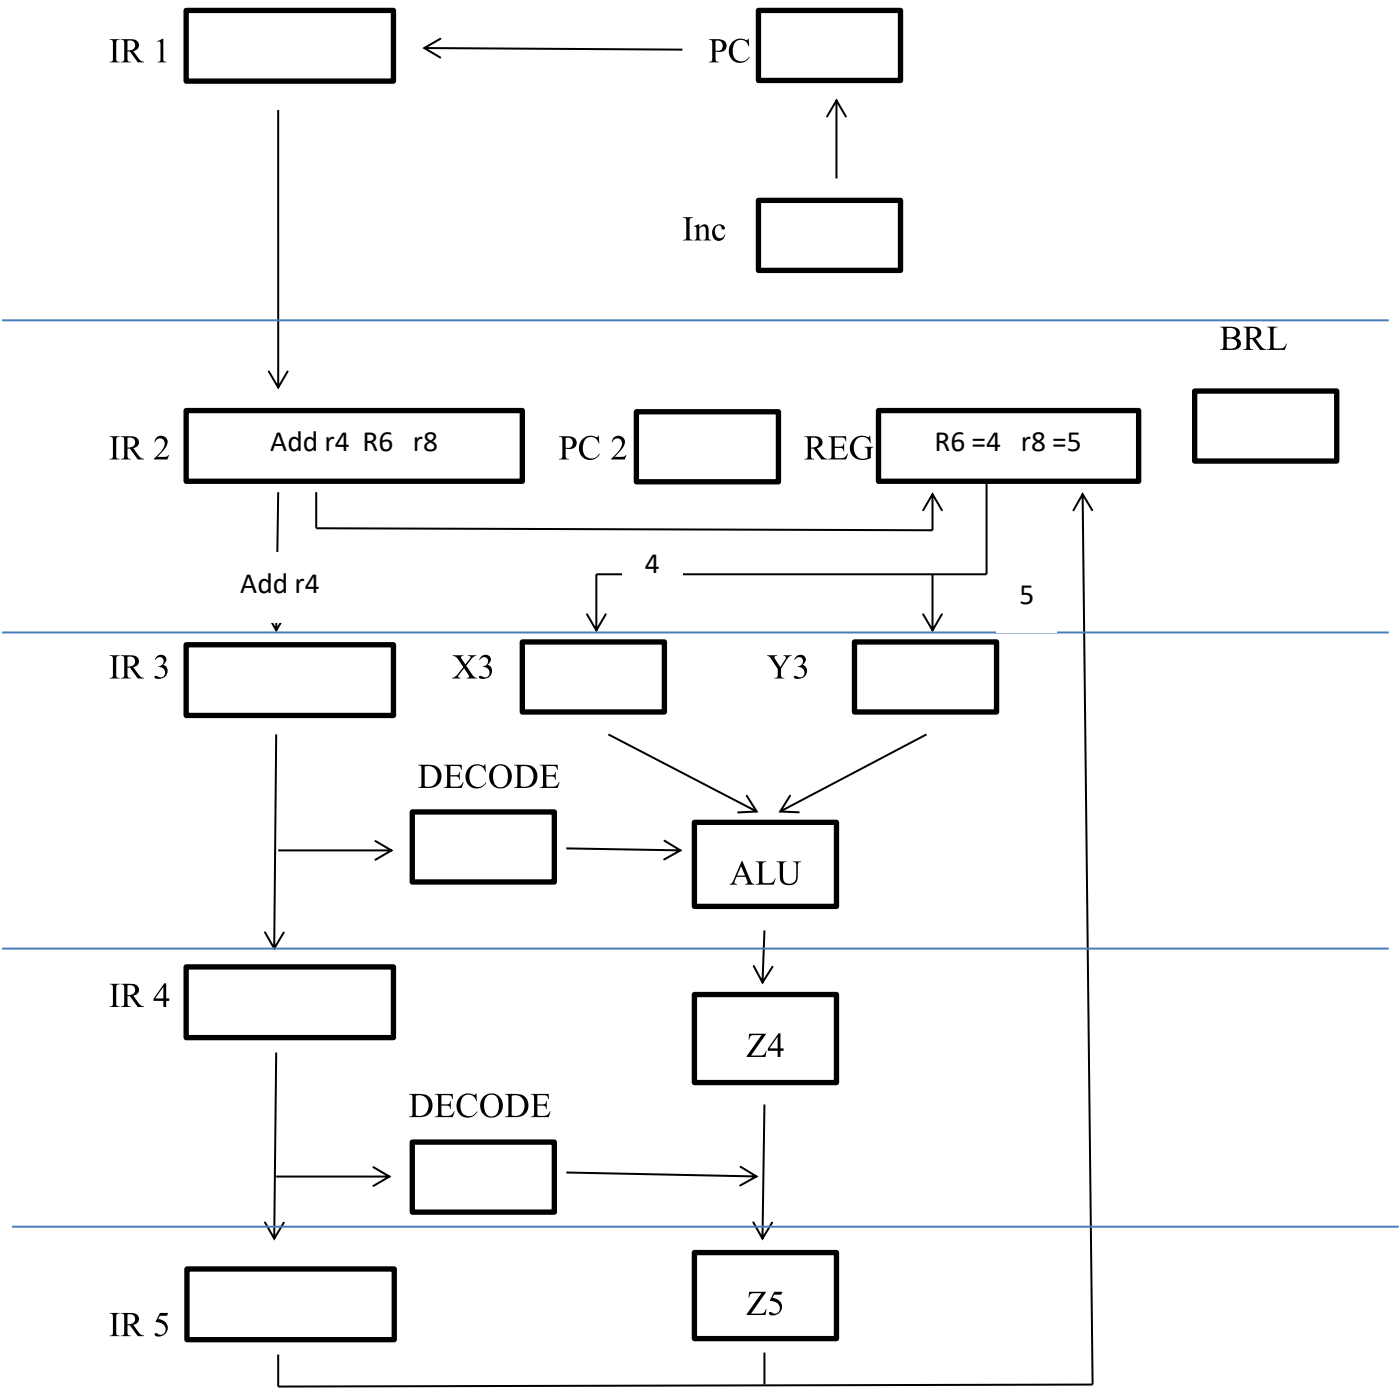 IR 1
PC
Inc
BRL
IR 2
Add r4 R6 r8
PC 2
REG
R6 =4 r8 =5
4
Add r4
5
IR 3
X3
Y3
DECODE
ALU
IR 4
Z4
DECODE
Z5
IR 5